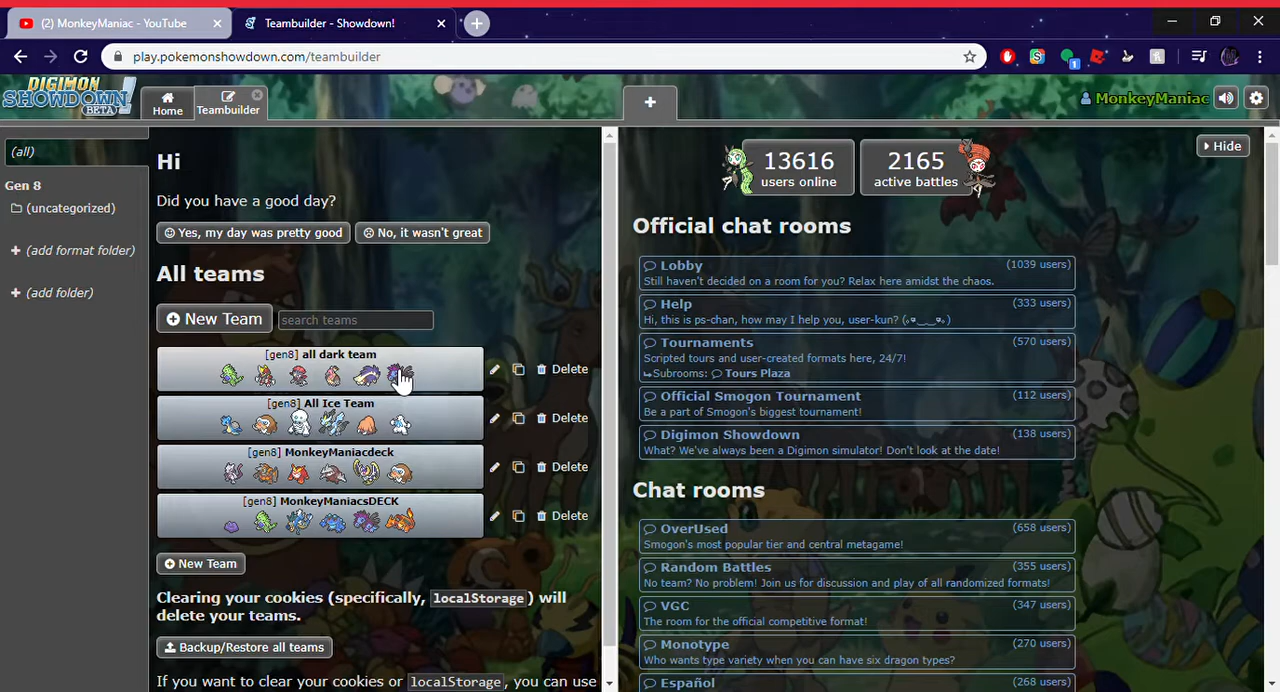 (2) MonkeyManiac - YouTube
Teambuilder - Showdown!
play.pokemonshowdown.com/teambuilder
1
DIGIMON
SHOWDOWN!
BETA
Home
Teambuilder
MonkeyManiac
(all)
Gen 8
(uncategorized)
(add format folder)
(add folder)
Hi
Did you have a good day?
Yes, my day was pretty good
No, it wasn't great
All teams
New Team
search teams
[gen8] all dark team
Delete
[gen8] All Ice Team
Delete
[gen8] MonkeyManiacdeck
Delete
[gen8] MonkeyManiacsDECK
Delete
New Team
Clearing your cookies (specifically, localStorage) will
delete your teams.
Backup/Restore all teams
If you want to clear your cookies or localStorage, you can use
13616
users online
2165
active battles
Hide
Official chat rooms
Lobby (1039 users)
Still haven't decided on a room for you? Relax here amidst the chaos.
Help (333 users)
Hi, this is ps-chan, how may I help you, user-kun? (｡◕‿‿◕｡)
Tournaments (570 users)
Scripted tours and user-created formats here, 24/7!
↳Subrooms: Tours Plaza
Official Smogon Tournament (112 users)
Be a part of Smogon's biggest tournament!
Digimon Showdown (138 users)
What? We've always been a Digimon simulator! Don't look at the date!
Chat rooms
OverUsed (658 users)
Smogon's most popular tier and central metagame!
Random Battles (355 users)
No team? No problem! Join us for discussion and play of all randomized formats!
VGC (347 users)
The room for the official competitive format!
Monotype (270 users)
Who wants type variety when you can have six dragon types?
Español (268 users)